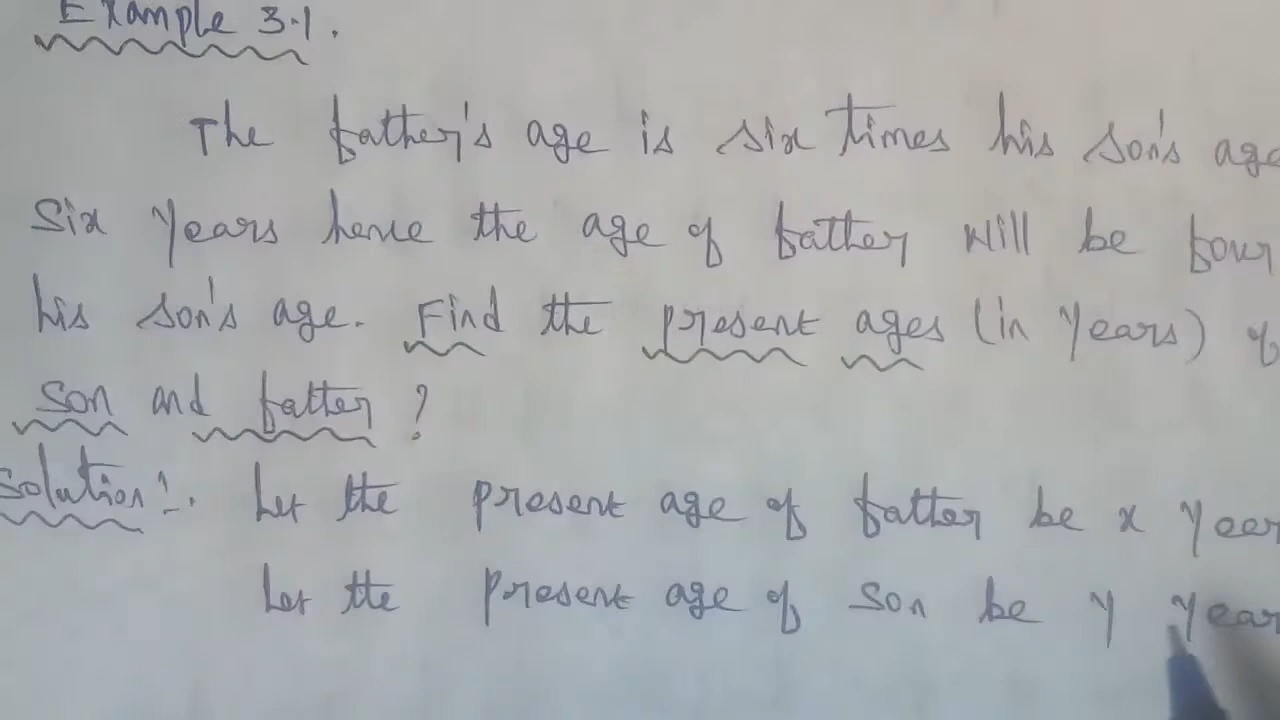 Example 3.1.
The father's age is six times his son's age
Six years hence the age of father will be four
his son's age. Find the present ages (in years) of
son and father ?
Solution:-. Let the present age of father be x year
Let the present age of son be y year